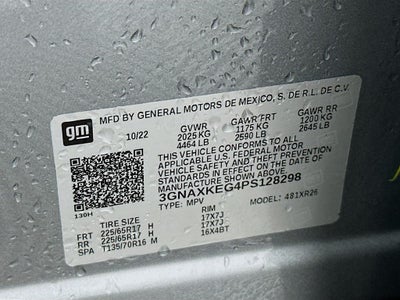 gm
MFD BY GENERAL MOTORS DE MEXICO, S. DE R.L. DE C.V.
10/22 GVWR GAWR FRT GAWR RR
2025 KG 1175 KG 1200 KG
4464 LB 2590 LB 2645 LB
THIS VEHICLE CONFORMS TO ALL
APPLICABLE U.S. FEDERAL MOTOR
VEHICLE SAFETY AND THEFT PREVENTION
STANDARDS IN EFFECT ON THE DATE OF
MANUFACTURE SHOWN ABOVE.
3GNAXKEG4PS128298
TYPE: MPV MODEL: 481XR26
130H
TIRE SIZE RIM
FRT 225/65R17 H 17X7J
RR 225/65R17 H 17X7J
SPA T135/70R16 M 16X4BT